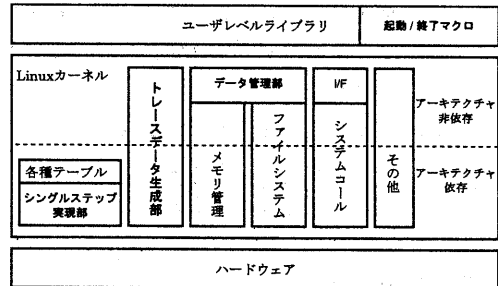 ユーザレベルライブラリ
起動/終了マクロ
Linuxカーネル
トレースデータ生成部
データ管理部
メモリ管理
ファイルシステム
I/F
システムコール
その他
アーキテクチャ
非依存
アーキテクチャ
依存
各種テーブル
シングルステップ
実現部
ハードウェア